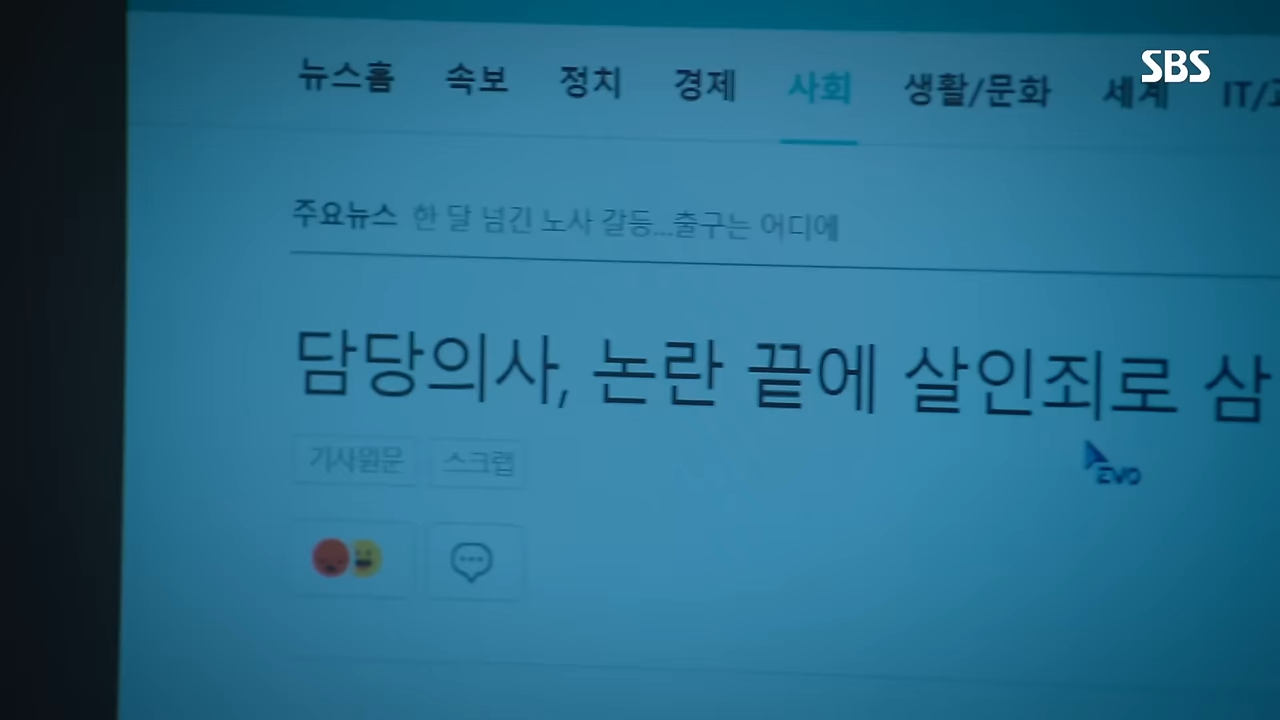 SBS
뉴스홈 속보 정치 경제 사회 생활/문화 세계 IT/
주요뉴스 한 달 넘긴 노사 갈등...출구는 어디에
담당의사, 논란 끝에 살인죄로 삼
기사원문 스크랩
EVO